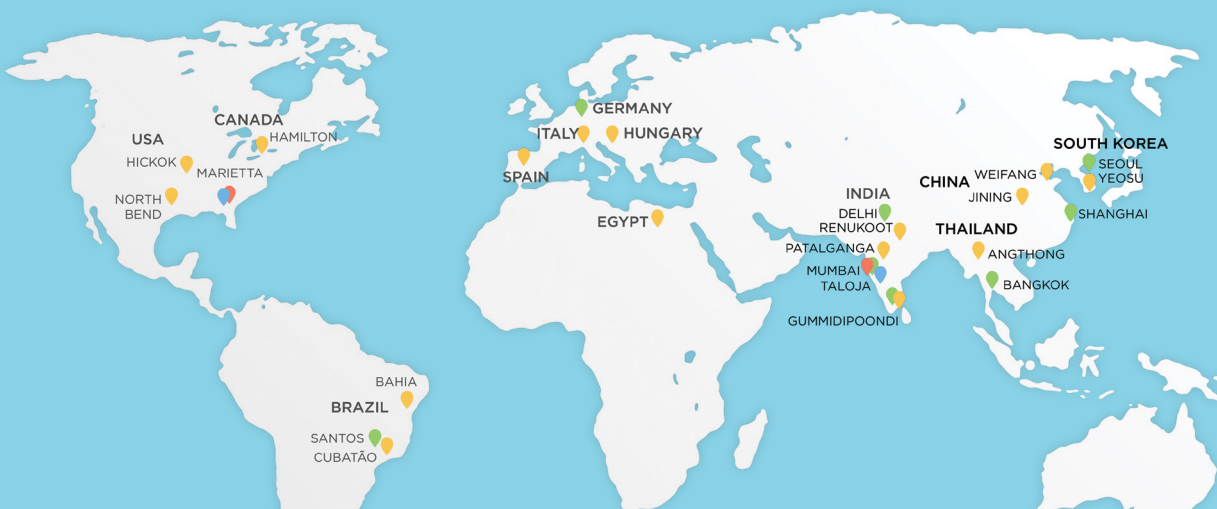 CANADA
HAMILTON
USA
HICKOK
MARIETTA
NORTH
BEND
BAHIA
BRAZIL
SANTOS
CUBATÃO
GERMANY
ITALY
HUNGARY
SPAIN
EGYPT
INDIA
DELHI
RENUKOOT
PATALGANGA
MUMBAI
TALOJA
GUMMIDIPOONDI
SOUTH KOREA
SEOUL
YEOSU
WEIFANG
CHINA
JINING
SHANGHAI
THAILAND
ANGTHONG
BANGKOK